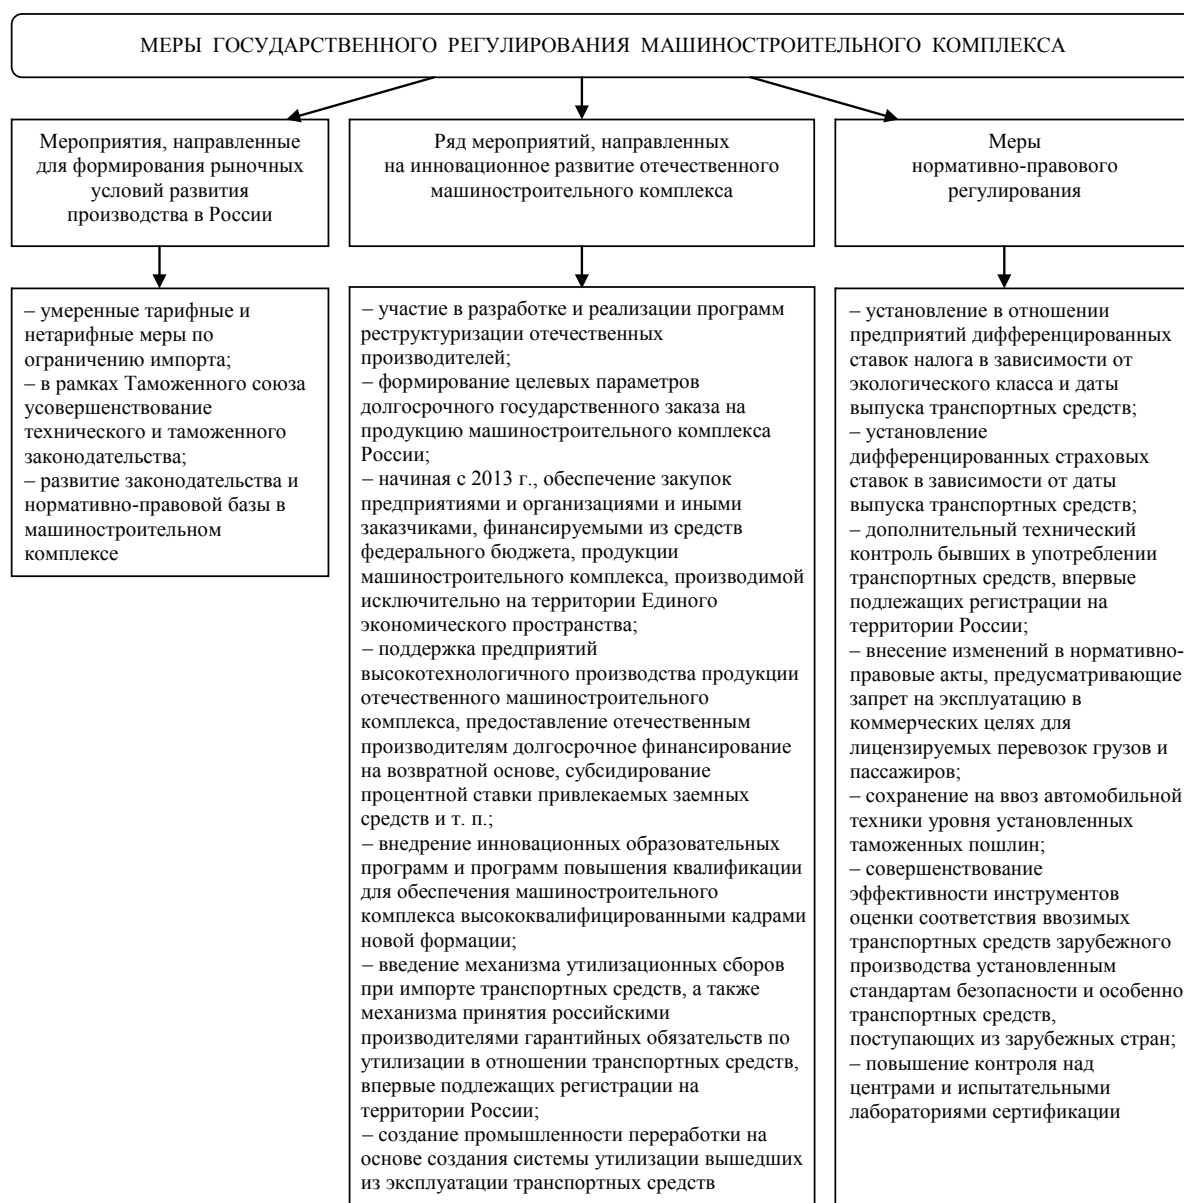 МЕРЫ ГОСУДАРСТВЕННОГО РЕГУЛИРОВАНИЯ МАШИНОСТРОИТЕЛЬНОГО КОМПЛЕКСА
Мероприятия, направленные
для формирования рыночных
условий развития
производства в России
Ряд мероприятий, направленных
на инновационное развитие отечественного
машиностроительного комплекса
Меры
нормативно-правового
регулирования
– умеренные тарифные и
нетарифные меры по
ограничению импорта;
– в рамках Таможенного союза
усовершенствование
технического и таможенного
законодательства;
– развитие законодательства и
нормативно-правовой базы в
машиностроительном
комплексе
– участие в разработке и реализации программ
реструктуризации отечественных
производителей;
– формирование целевых параметров
долгосрочного государственного заказа на
продукцию машиностроительного комплекса
России;
– начиная с 2013 г., обеспечение закупок
предприятиями и организациями и иными
заказчиками, финансируемыми из средств
федерального бюджета, продукции
машиностроительного комплекса, производимой
исключительно на территории Единого
экономического пространства;
– поддержка предприятий
высокотехнологичного производства продукции
отечественного машиностроительного
комплекса, предоставление отечественным
производителям долгосрочное финансирование
на возвратной основе, субсидирование
процентной ставки привлекаемых заемных
средств и т. п.;
– внедрение инновационных образовательных
программ и программ повышения квалификации
для обеспечения машиностроительного
комплекса высококвалифицированными кадрами
новой формации;
– введение механизма утилизационных сборов
при импорте транспортных средств, а также
механизма принятия российскими
производителями гарантийных обязательств по
утилизации в отношении транспортных средств,
впервые подлежащих регистрации на
территории России;
– создание промышленности переработки на
основе создания системы утилизации вышедших
из эксплуатации транспортных средств
– установление в отношении
предприятий дифференцированных
ставок налога в зависимости от
экологического класса и даты
выпуска транспортных средств;
– установление
дифференцированных страховых
ставок в зависимости от даты
выпуска транспортных средств;
– дополнительный технический
контроль бывших в употреблении
транспортных средств, впервые
подлежащих регистрации на
территории России;
– внесение изменений в нормативно-
правовые акты, предусматривающие
запрет на эксплуатацию в
коммерческих целях для
лицензируемых перевозок грузов и
пассажиров;
– сохранение на ввоз автомобильной
техники уровня установленных
таможенных пошлин;
– совершенствование
эффективности инструментов
оценки соответствия ввозимых
транспортных средств зарубежного
производства установленным
стандартам безопасности и особенно
транспортных средств,
поступающих из зарубежных стран;
– повышение контроля над
центрами и испытательными
лабораториями сертификации